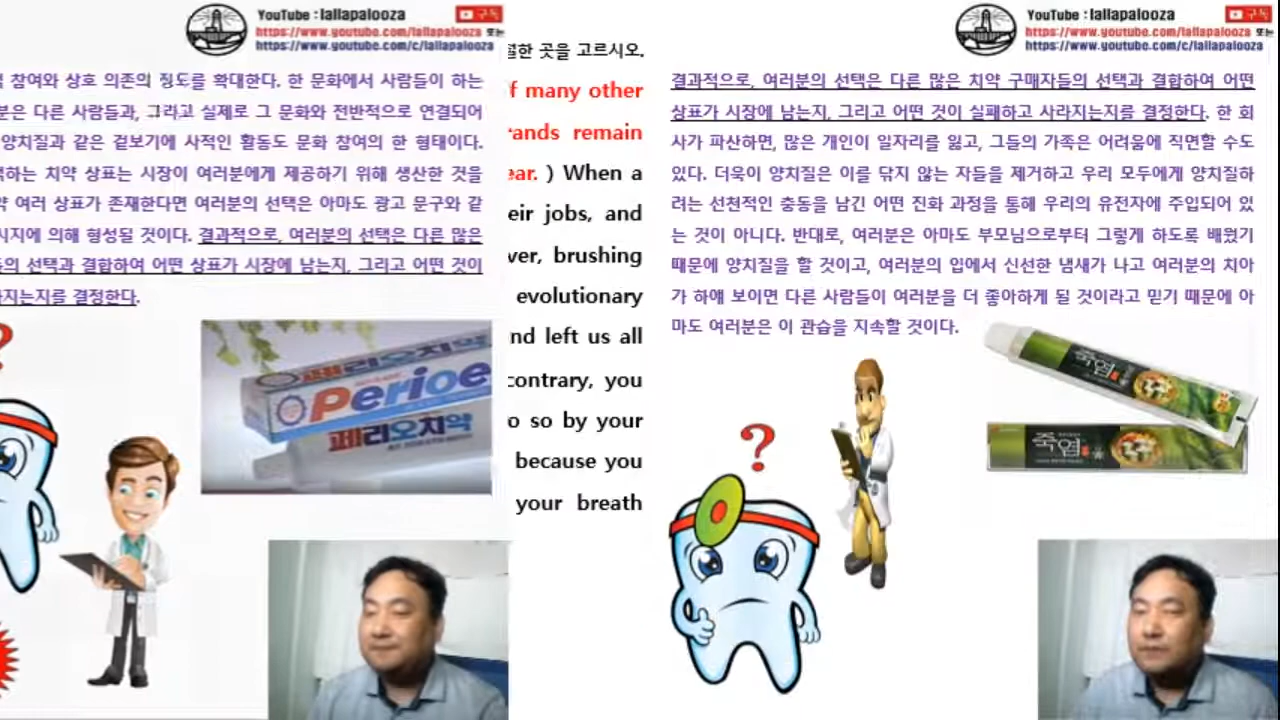 YouTube : lallapalooza
구독
https://www.youtube.com/lallapalooza 또는
https://www.youtube.com/c/lallapalooza
참여와 상호 의존의 정도를 확대한다. 한 문화에서 사람들이 하는
분은 다른 사람들과, 그리고 실제로 그 문화와 전반적으로 연결되어
양치질과 같은 겉보기에 사적인 활동도 문화 참여의 한 형태이다.
하는 치약 상표는 시장이 여러분에게 제공하기 위해 생산한 것을
여러 상표가 존재한다면 여러분의 선택은 아마도 광고 문구와 같
시지에 의해 형성될 것이다. 결과적으로, 여러분의 선택은 다른 많은
들의 선택과 결합하여 어떤 상표가 시장에 남는지, 그리고 어떤 것이
라지는지를 결정한다.
Perioe
페리오치약
절한 곳을 고르시오.
f many other
rands remain
ear. ) When a
eir jobs, and
ver, brushing
evolutionary
nd left us all
contrary, you
o so by your
because you
your breath
YouTube : lallapalooza
구독
https://www.youtube.com/lallapalooza 또는
https://www.youtube.com/c/lallapalooza
결과적으로, 여러분의 선택은 다른 많은 치약 구매자들의 선택과 결합하여 어떤
상표가 시장에 남는지, 그리고 어떤 것이 실패하고 사라지는지를 결정한다. 한 회
사가 파산하면, 많은 개인이 일자리를 잃고, 그들의 가족은 어려움에 직면할 수도
있다. 더욱이 양치질은 이를 닦지 않는 자들을 제거하고 우리 모두에게 양치질하
려는 선천적인 충동을 남긴 어떤 진화 과정을 통해 우리의 유전자에 주입되어 있
는 것이 아니다. 반대로, 여러분은 아마도 부모님으로부터 그렇게 하도록 배웠기
때문에 양치질을 할 것이고, 여러분의 입에서 신선한 냄새가 나고 여러분의 치아
가 하얘 보이면 다른 사람들이 여러분을 더 좋아하게 될 것이라고 믿기 때문에 아
마도 여러분은 이 관습을 지속할 것이다.
?
죽염
죽염